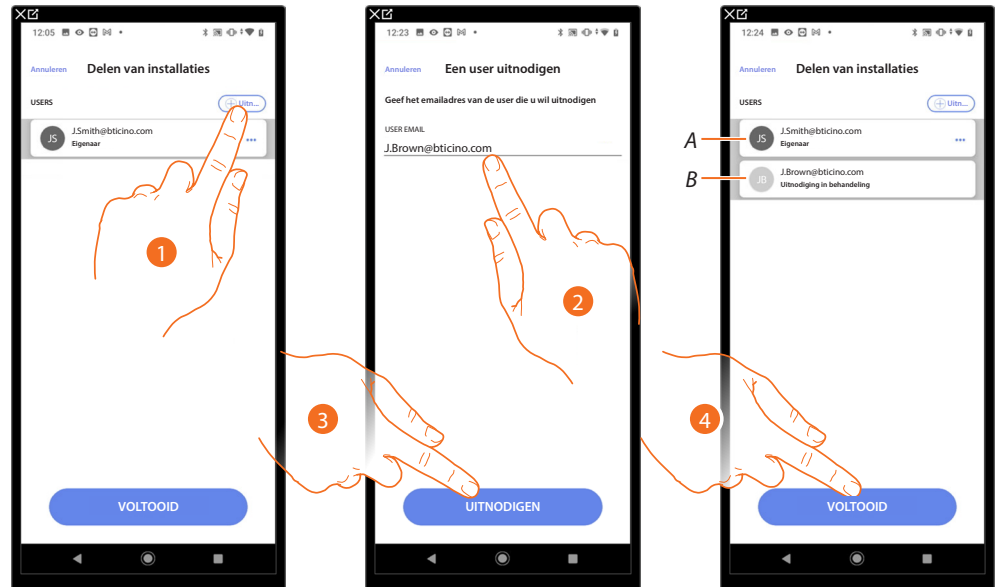 12:05
Annuleren Delen van installaties
USERS
Uitn...
JS
J.Smith@bticino.com
Eigenaar
1
VOLTOOID
12:23
Annuleren Een user uitnodigen
Geef het emailadres van de user die u wil uitnodigen
USER EMAIL
J.Brown@bticino.com
2
3
UITNODIGEN
12:24
Annuleren Delen van installaties
USERS
Uitn...
A
JS
J.Smith@bticino.com
Eigenaar
B
JB
J.Brown@bticino.com
Uitnodiging in behandeling
4
VOLTOOID